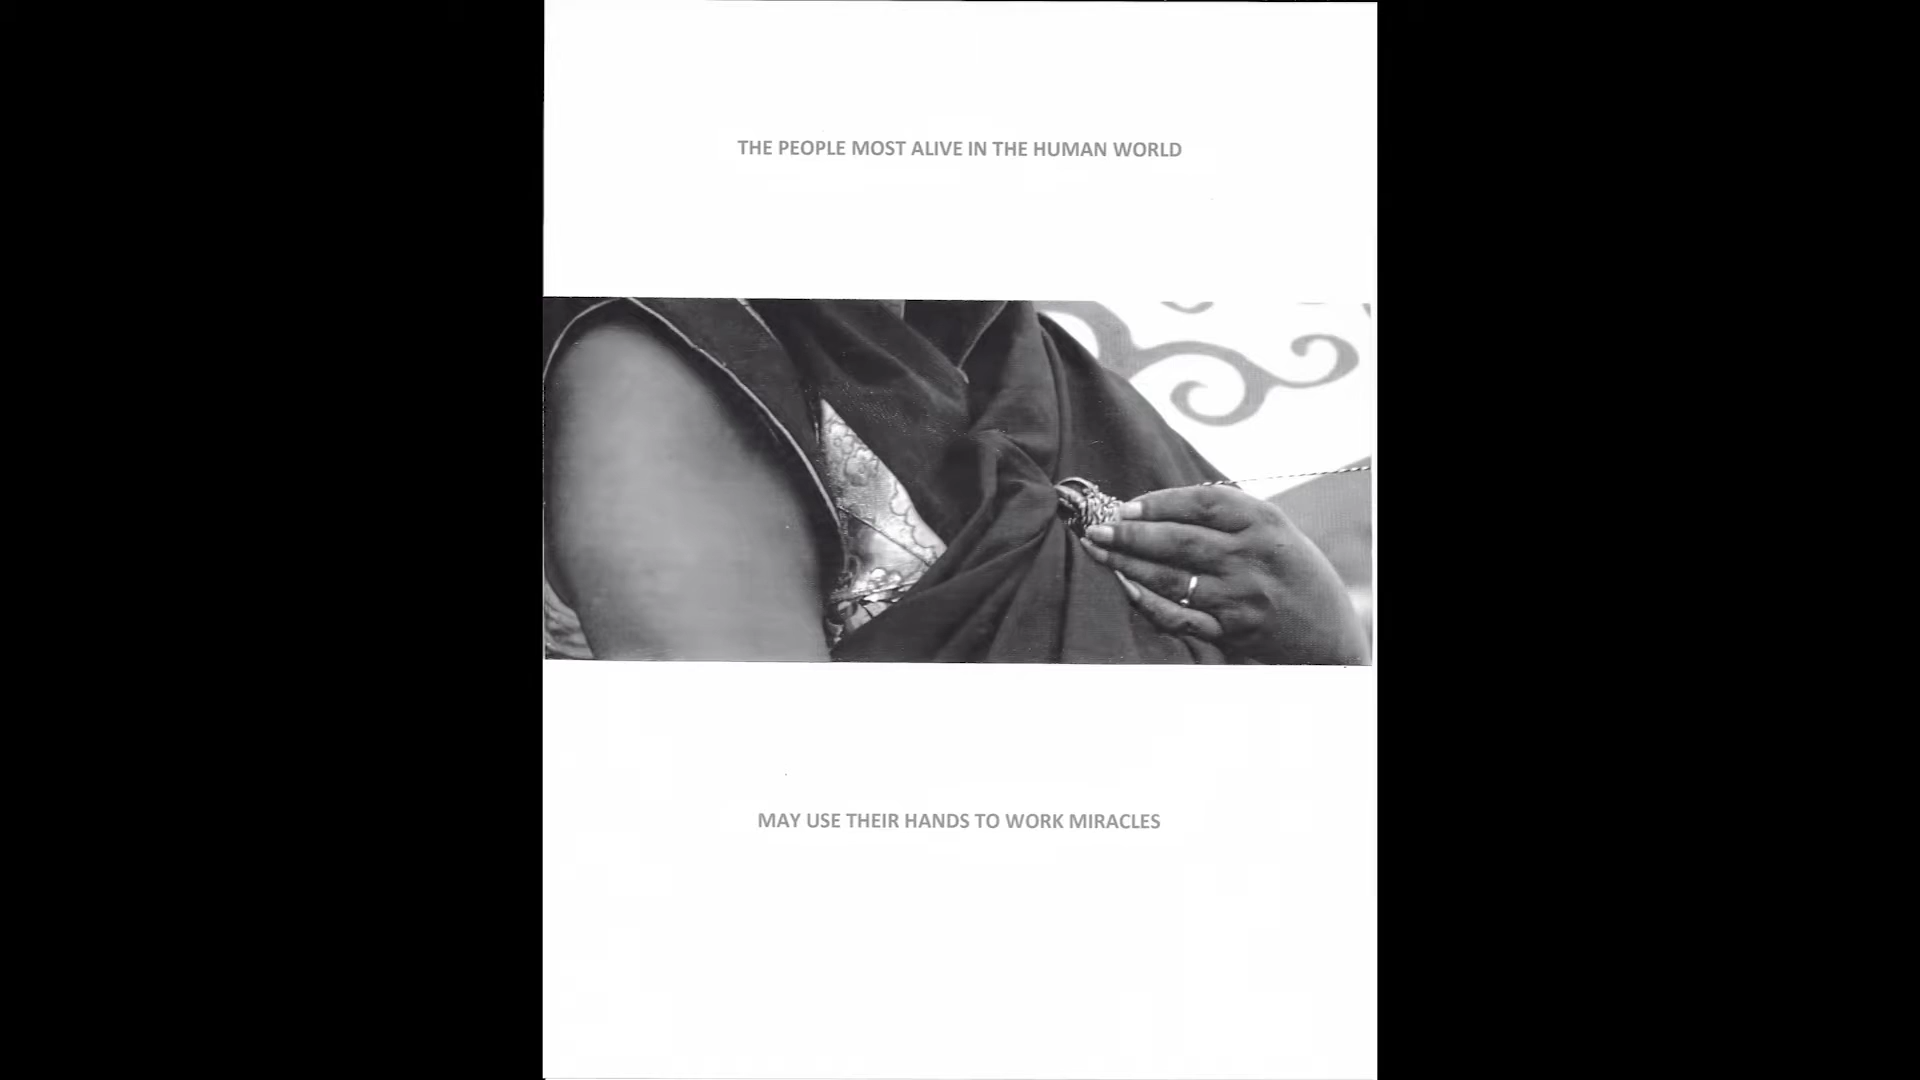 THE PEOPLE MOST ALIVE IN THE HUMAN WORLD
MAY USE THEIR HANDS TO WORK MIRACLES